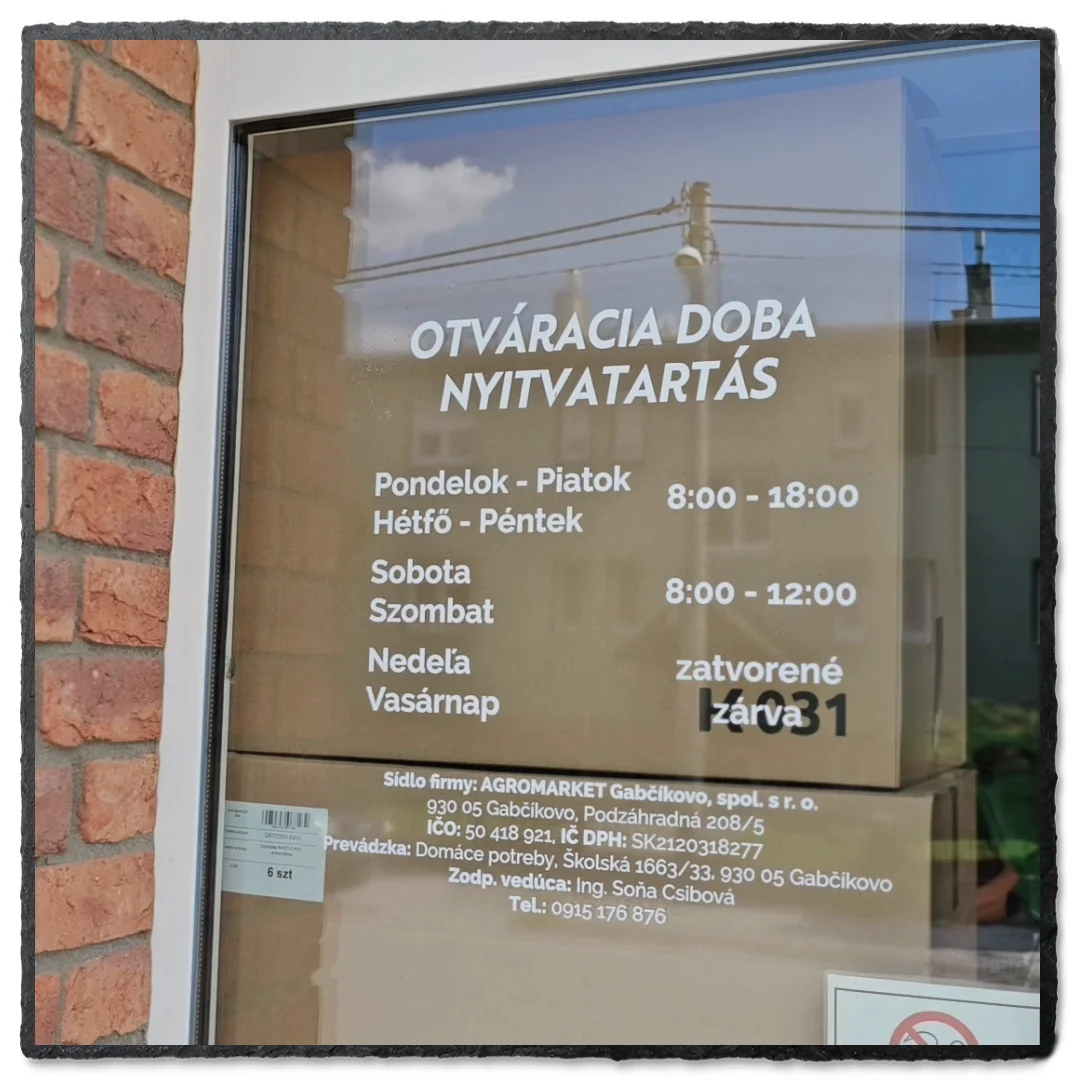 OTVÁRACIA DOBA
NYITVATARTÁS
Pondelok - Piatok
Hétfő - Péntek
8:00 - 18:00
Sobota
Szombat
8:00 - 12:00
Nedeľa
Vasárnap
zatvorené
zárva
K 031
Sídlo firmy: AGROMARKET Gabčíkovo, spol. s r. o.
930 05 Gabčíkovo, Podzáhradná 208/5
IČO: 50 418 921, IČ DPH: SK2120318277
Prevádzka: Domáce potreby, Školská 1663/33, 930 05 Gabčíkovo
Zodp. vedúca: Ing. Soňa Csibová
Tel.: 0915 176 876
6 szt